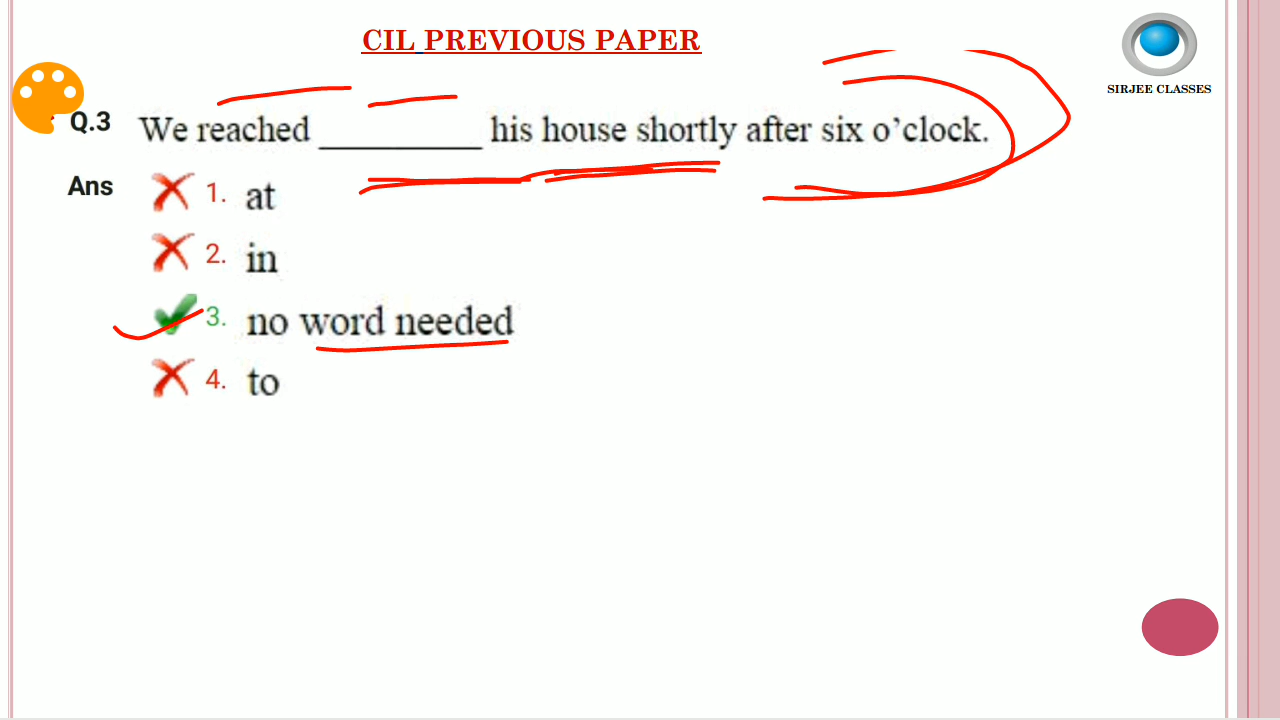 CIL PREVIOUS PAPER
SIRJEE CLASSES
Q.3 We reached _________ his house shortly after six o’clock.
Ans 1. at
2. in
3. no word needed
4. to